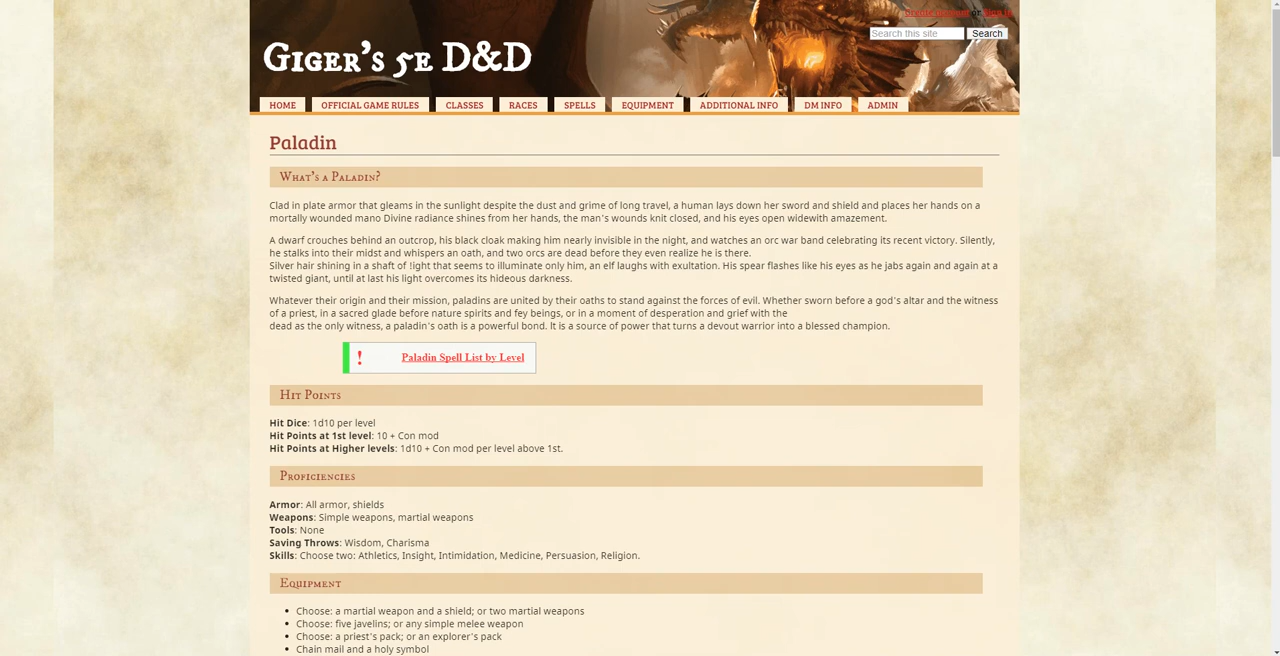 Create account or Sign in
Search this site Search
Giger's 5e D&D
HOME OFFICIAL GAME RULES CLASSES RACES SPELLS EQUIPMENT ADDITIONAL INFO DM INFO ADMIN
Paladin
What's a Paladin?
Clad in plate armor that gleams in the sunlight despite the dust and grime of long travel, a human lays down her sword and shield and places her hands on a
mortally wounded mano Divine radiance shines from her hands, the man's wounds knit closed, and his eyes open widewith amazement.
A dwarf crouches behind an outcrop, his black cloak making him nearly invisible in the night, and watches an orc war band celebrating its recent victory. Silently,
he stalks into their midst and whispers an oath, and two orcs are dead before they even realize he is there.
Silver hair shining in a shaft of !ight that seems to illuminate only him, an elf laughs with exultation. His spear flashes like his eyes as he jabs again and again at a
twisted giant, until at last his light overcomes its hideous darkness.
Whatever their origin and their mission, paladins are united by their oaths to stand against the forces of evil. Whether sworn before a god's altar and the witness
of a priest, in a sacred glade before nature spirits and fey beings, or in a moment of desperation and grief with the
dead as the only witness, a paladin's oath is a powerful bond. lt is a source of power that turns a devout warrior into a blessed champion.
! Paladin Spell List by Level
Hit Points
Hit Dice: 1d10 per level
Hit Points at 1st level: 10 + Con mod
Hit Points at Higher levels: 1d10 + Con mod per level above 1st.
Proficiencies
Armor: All armor, shields
Weapons: Simple weapons, martial weapons
Tools: None
Saving Throws: Wisdom, Charisma
Skills: Choose two: Athletics, Insight, Intimidation, Medicine, Persuasion, Religion.
Equipment
• Choose: a martial weapon and a shield; or two martial weapons
• Choose: five javelins; or any simple melee weapon
• Choose: a priest's pack; or an explorer's pack
• Chain mail and a holy symbol